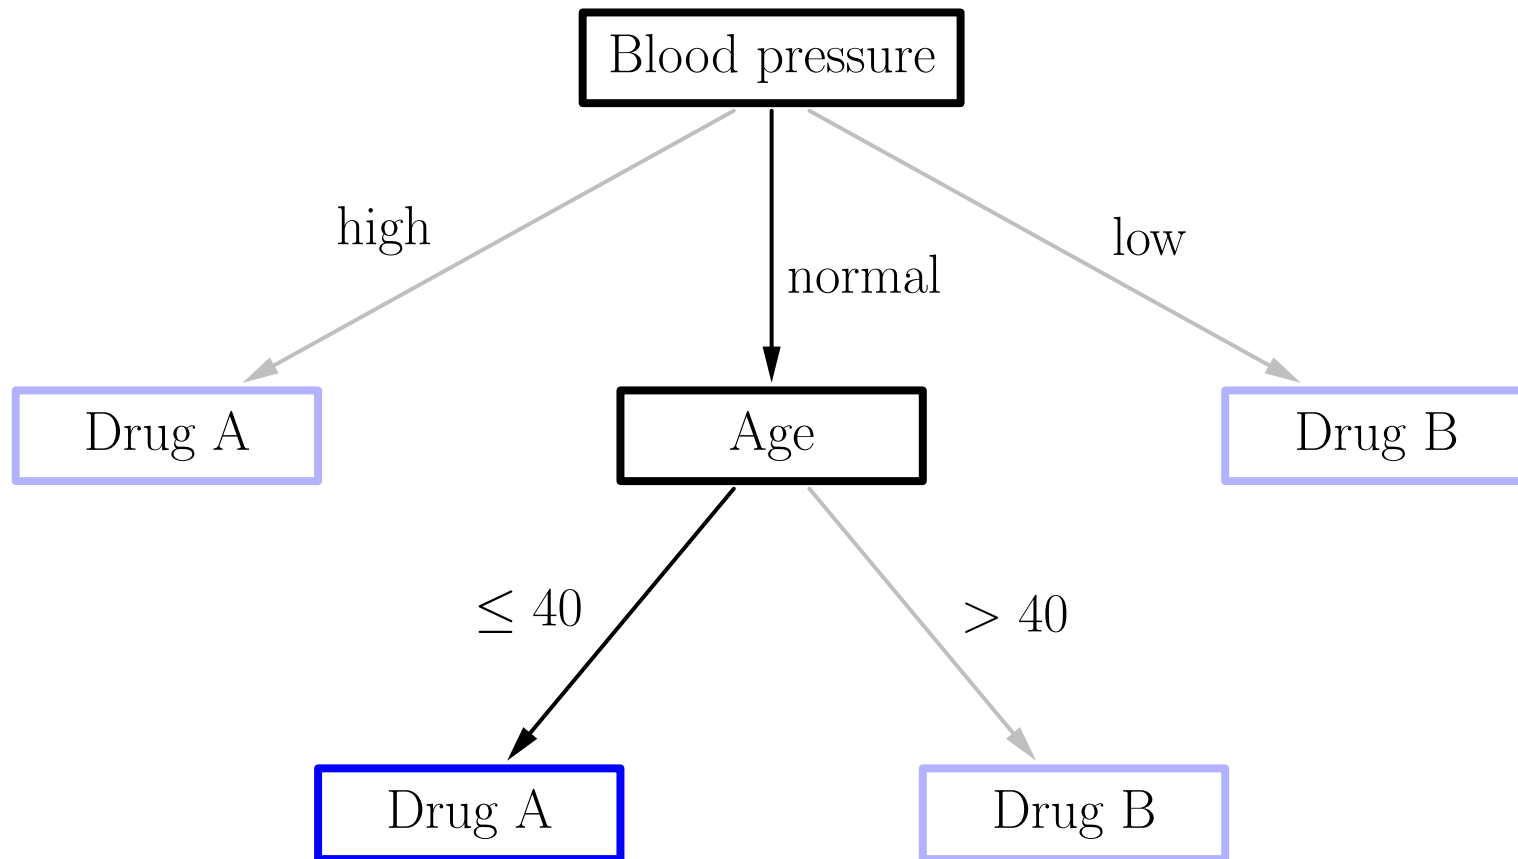 Blood pressure
high
low
normal
Drug A
Age
Drug B
≤ 40
> 40
Drug A
Drug B